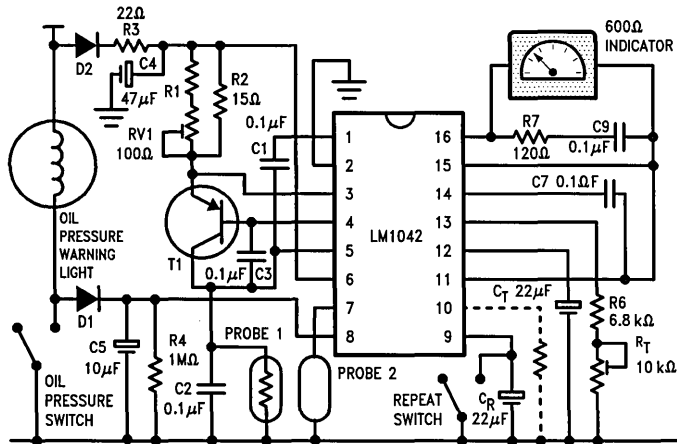 22Ω
R3
D2
C4
47μF
R1
R2
15Ω
RV1
100Ω
0.1μF
C1
600Ω
INDICATOR
R7
120Ω
C9
0.1μF
C7 0.1ΩF
1
2
3
4
5
6
7
8
16
15
14
13
12
11
10
9
LM1042
OIL
PRESSURE
WARNING
LIGHT
T1
0.1μF
C3
D1
C5
10μF
R4
1MΩ
C2
0.1μF
PROBE 1
PROBE 2
OIL
PRESSURE
SWITCH
REPEAT
SWITCH
CT 22μF
CR
22μF
R6
6.8 kΩ
RT
10 kΩ